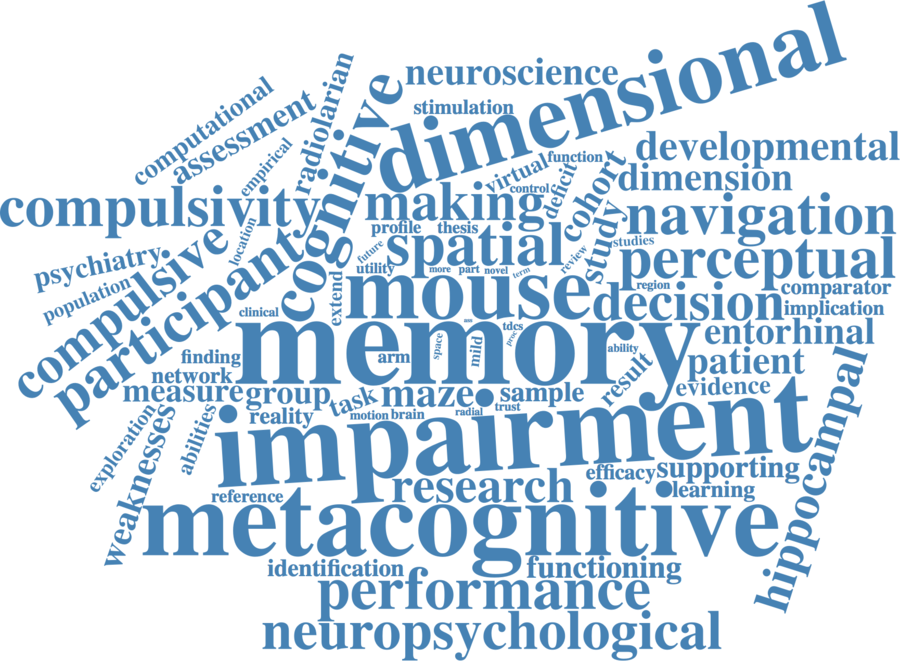 dimensional
neuroscience
computational
assessment
radiolarian
cognitive
stimulation
empirical
developmental
virtual
function
control
deficit
cohort
dimension
compulsivity
making
navigation
location
profile
thesis
spatial
study
studies
future
review
utility
more
part
novel
term
perceptual
psychiatry
population
compulsive
participant
extend
mouse
region
decision
comparator
implication
clinical
memory
tdcs
space
proc
mild
ability
entorhinal
finding
arm
result
patient
network
measure
group
task
maze
sample
evidence
reality
motion
brain
radial
trust
hippocampal
exploration
weaknesses
abilities
impairment
efficacy
supporting
reference
research
learning
metacognitive
identification
functioning
performance
neuropsychological